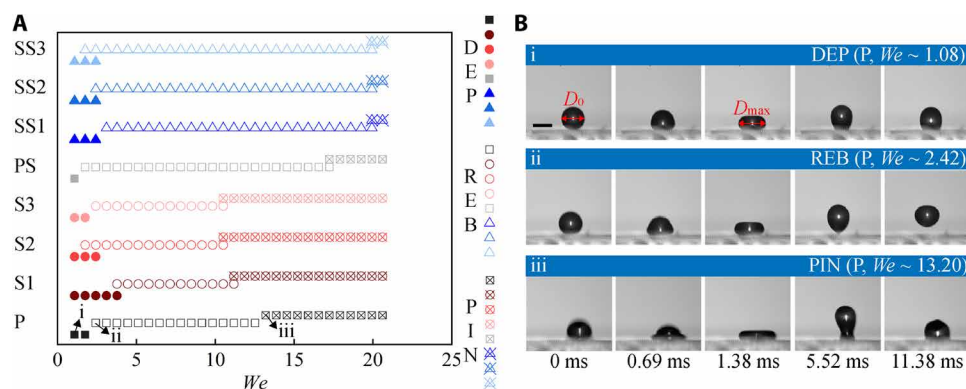 A
SS3
SS2
SS1
PS
S3
S2
S1
P
i
ii
iii
0 5 10 15 20 25
We
D
E
P
R
E
B
P
I
N
B
i DEP (P, We ~ 1.08)
D₀ Dmax
ii REB (P, We ~ 2.42)
iii PIN (P, We ~ 13.20)
0 ms 0.69 ms 1.38 ms 5.52 ms 11.38 ms